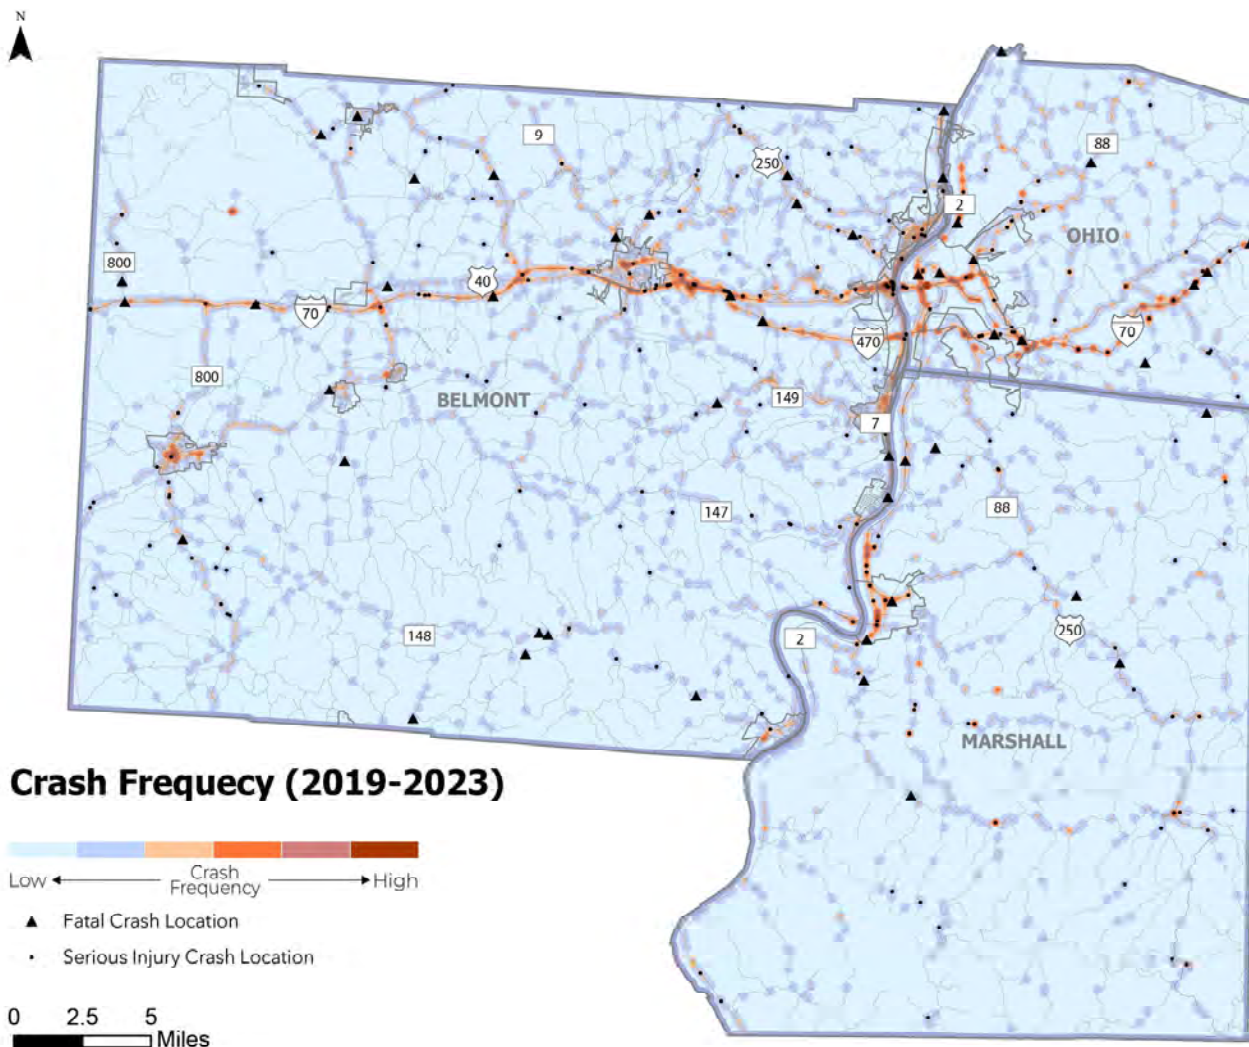 N
9
88
250
2
OHIO
800
40
70
470
70
800
BELMONT
149
7
147
88
148
2
250
MARSHALL
Crash Frequecy (2019-2023)
Low
Crash
Frequency
High
Fatal Crash Location
Serious Injury Crash Location
0 2.5 5
Miles